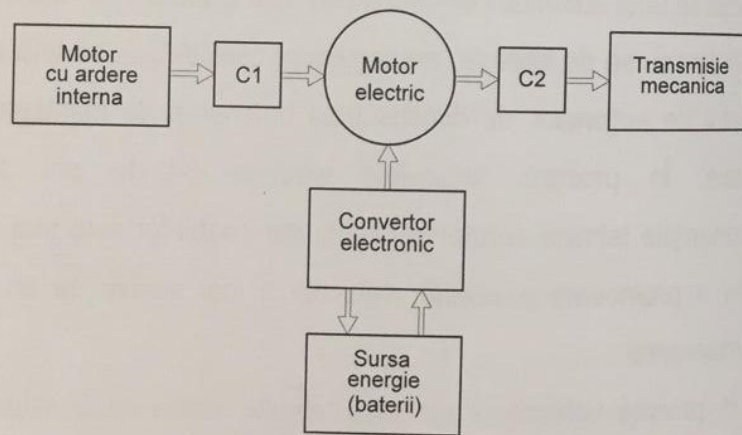 Motor
cu ardere
interna
C1
Motor
electric
C2
Transmisie
mecanica
Convertor
electronic
Sursa
energie
(baterii)